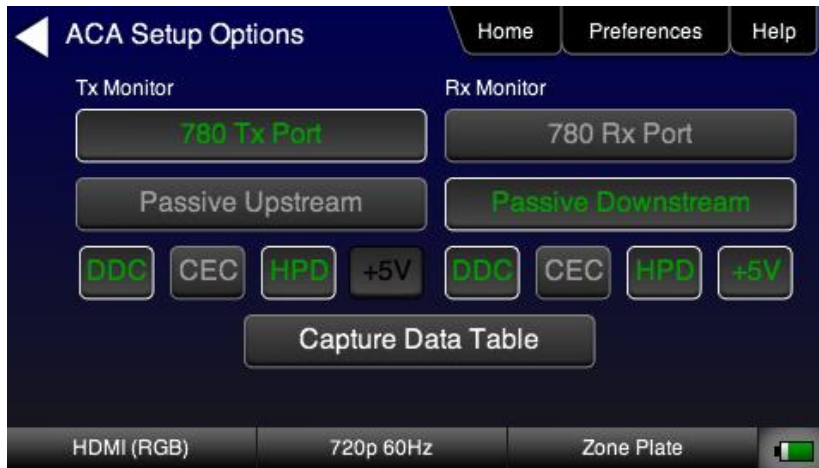 ACA Setup Options
Home
Preferences
Help
Tx Monitor
Rx Monitor
780 Tx Port
780 Rx Port
Passive Upstream
Passive Downstream
DDC CEC HPD +5V
DDC CEC HPD +5V
Capture Data Table
HDMI (RGB)
720p 60Hz
Zone Plate